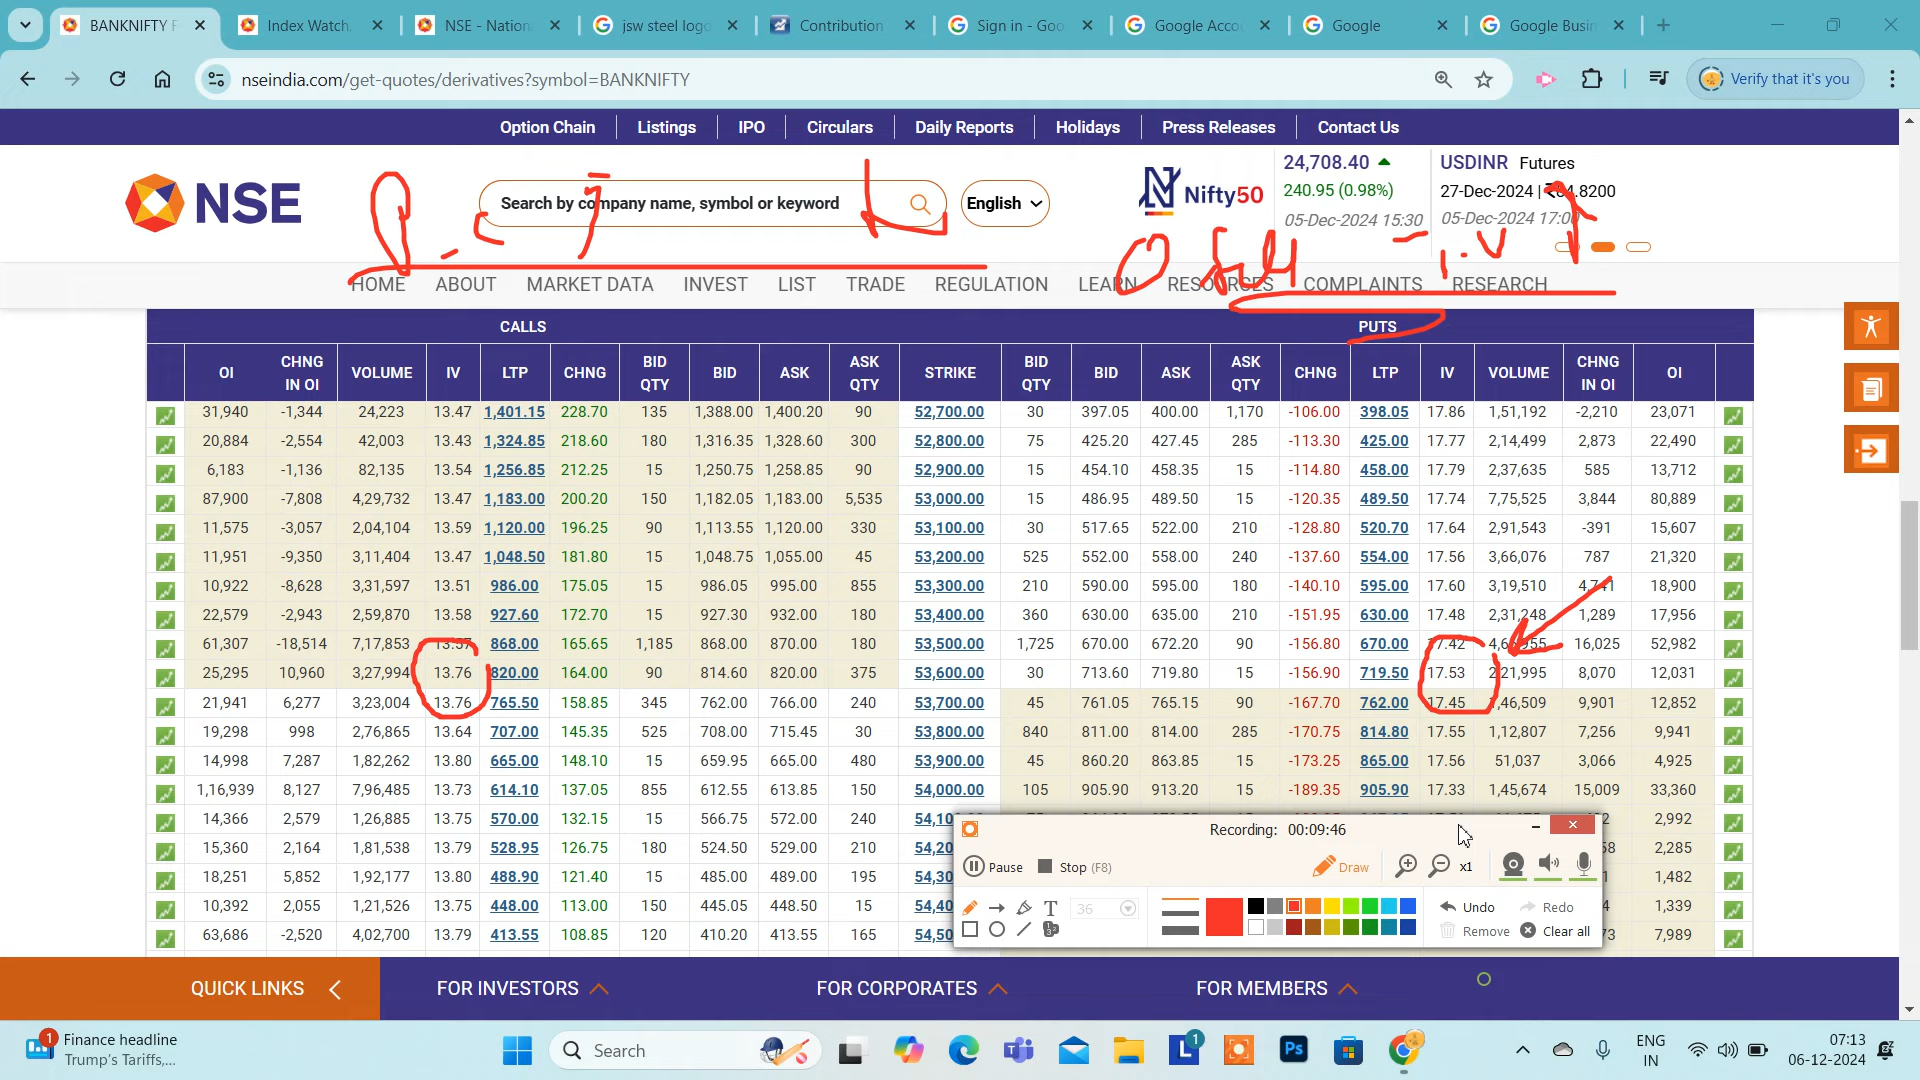 BANKNIFTY F
Index Watch
NSE - Nation
jsw steel logo
Contribution
Sign in - Goo
Google Acco
Google
Google Busin
nseindia.com/get-quotes/derivatives?symbol=BANKNIFTY
Verify that it's you
Option Chain Listings IPO Circulars Daily Reports Holidays Press Releases Contact Us
NSE
Search by company name, symbol or keyword
English
Nifty50
24,708.40
240.95 (0.98%)
05-Dec-2024 15:30
USDINR Futures
27-Dec-2024 |
05-Dec-2024 17:00
HOME ABOUT MARKET DATA INVEST LIST TRADE REGULATION LEARN RESOURCES COMPLAINTS RESEARCH
CALLS PUTS
OI CHNG IN OI VOLUME IV LTP CHNG BID QTY BID ASK ASK QTY STRIKE BID QTY BID ASK ASK QTY CHNG LTP IV VOLUME CHNG IN OI OI
31,940 -1,344 24,223 13.47 1,401.15 228.70 135 1,388.00 1,400.20 90 52,700.00 30 397.05 400.00 1,170 -106.00 398.05 17.86 1,51,192 -2,210 23,071
20,884 -2,554 42,003 13.43 1,324.85 218.60 180 1,316.35 1,328.60 300 52,800.00 75 425.20 427.45 285 -113.30 425.00 17.77 2,14,499 2,873 22,490
6,183 -1,136 82,135 13.54 1,256.85 212.25 15 1,250.75 1,258.85 90 52,900.00 15 454.10 458.35 15 -114.80 458.00 17.79 2,37,635 585 13,712
87,900 -7,808 4,29,732 13.47 1,183.00 200.20 150 1,182.05 1,183.00 5,535 53,000.00 15 486.95 489.50 15 -120.35 489.50 17.74 7,75,525 3,844 80,889
11,575 -3,057 2,04,104 13.59 1,120.00 196.25 90 1,113.55 1,120.00 330 53,100.00 30 517.65 522.00 210 -128.80 520.70 17.64 2,91,543 -391 15,607
11,951 -9,350 3,11,404 13.47 1,048.50 181.80 15 1,048.75 1,055.00 45 53,200.00 525 552.00 558.00 240 -137.60 554.00 17.56 3,66,076 787 21,320
10,922 -8,628 3,31,597 13.51 986.00 175.05 15 986.05 995.00 855 53,300.00 210 590.00 595.00 180 -140.10 595.00 17.60 3,19,510 4,741 18,900
22,579 -2,943 2,59,870 13.58 927.60 172.70 15 927.30 932.00 180 53,400.00 360 630.00 635.00 210 -151.95 630.00 17.48 2,31,248 1,289 17,956
61,307 -18,514 7,17,853 13.57 868.00 165.65 1,185 868.00 870.00 180 53,500.00 1,725 670.00 672.20 90 -156.80 670.00 17.42 16,025 52,982
25,295 10,960 3,27,994 13.76 820.00 164.00 90 814.60 820.00 375 53,600.00 30 713.60 719.80 15 -156.90 719.50 17.53 2,21,995 8,070 12,031
21,941 6,277 3,23,004 13.76 765.50 158.85 345 762.00 766.00 240 53,700.00 45 761.05 765.15 90 -167.70 762.00 17.45 1,46,509 9,901 12,852
19,298 998 2,76,865 13.64 707.00 145.35 525 708.00 715.45 30 53,800.00 840 811.00 814.00 285 -170.75 814.80 17.55 1,12,807 7,256 9,941
14,998 7,287 1,82,262 13.80 665.00 148.10 15 659.95 665.00 480 53,900.00 45 860.20 863.85 15 -173.25 865.00 17.56 51,037 3,066 4,925
1,16,939 8,127 7,96,485 13.73 614.10 137.05 855 612.55 613.85 150 54,000.00 105 905.90 913.20 15 -189.35 905.90 17.33 1,45,674 15,009 33,360
14,366 2,579 1,26,885 13.75 570.00 132.15 15 566.75 572.00 240 54,10 2,992
15,360 2,164 1,81,538 13.79 528.95 126.75 180 524.50 529.00 210 54,20 2,285
18,251 5,852 1,92,177 13.80 488.90 121.40 15 485.00 489.00 195 54,30 1,482
10,392 2,055 1,21,526 13.75 448.00 113.00 150 445.05 448.50 15 54,40 1,339
63,686 -2,520 4,02,700 13.79 413.55 108.85 120 410.20 413.55 165 54,50 7,989
Recording: 00:09:46
Pause Stop (F8) Draw x1
T 36 Undo Redo
Remove Clear all
QUICK LINKS FOR INVESTORS FOR CORPORATES FOR MEMBERS
1 Finance headline
Trump's Tariffs,...
Search
L 1
Ps
ENG
IN
07:13
06-12-2024